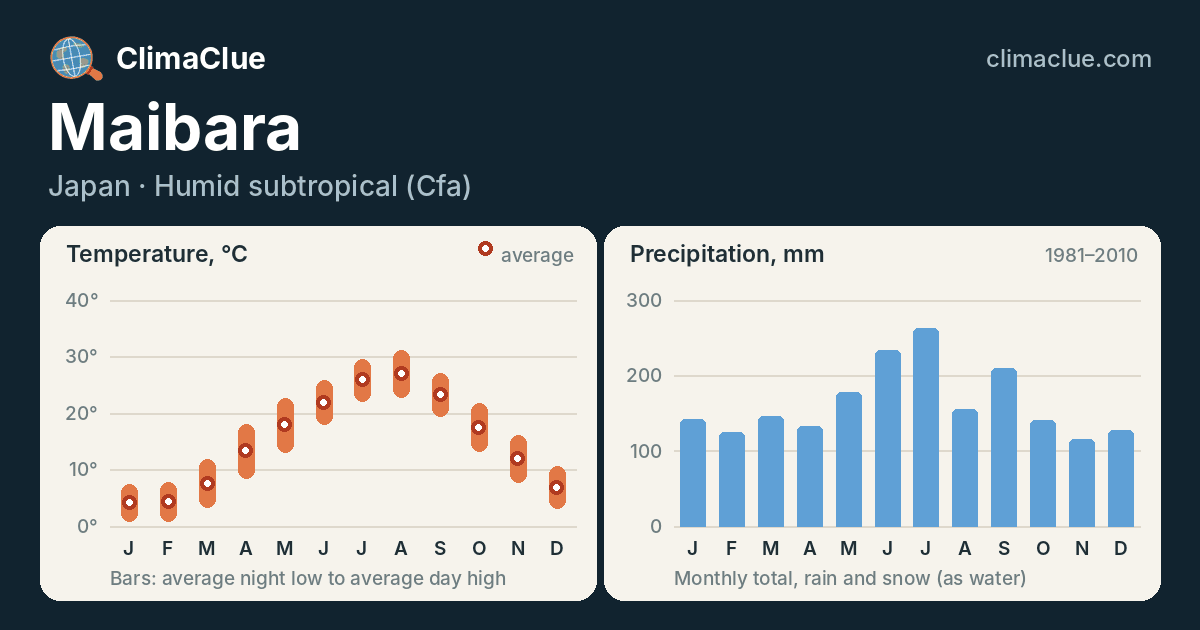 ClimaClue
climaclue.com
Maibara
Japan · Humid subtropical (Cfa)
Temperature, °C
average
40°
30°
20°
10°
0°
J F M A M J J A S O N D
Bars: average night low to average day high
Precipitation, mm
1981–2010
300
200
100
0
J F M A M J J A S O N D
Monthly total, rain and snow (as water)